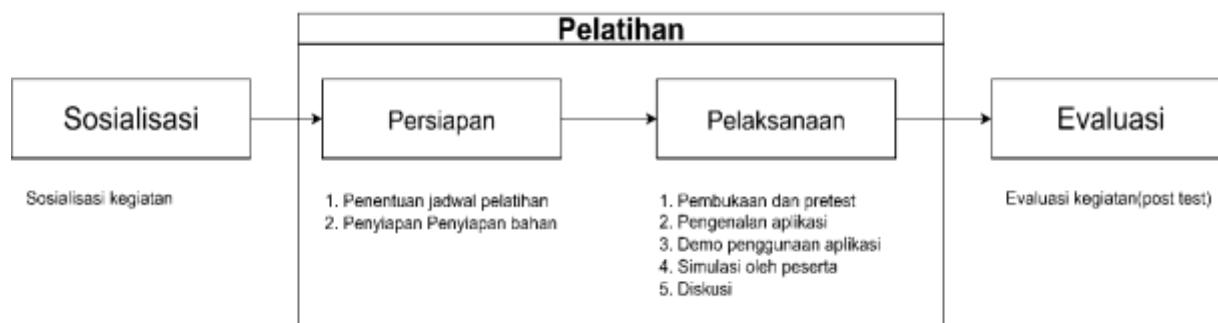 Pelatihan
Sosialisasi
Persiapan
Pelaksanaan
Evaluasi
Sosialisasi kegiatan
1. Penentuan jadwal pelatihan
2. Penyiapan Penyiapan bahan
1. Pembukaan dan pretest
2. Pengenalan aplikasi
3. Demo penggunaan aplikasi
4. Simulasi oleh peserta
5. Diskusi
Evaluasi kegiatan(post test)